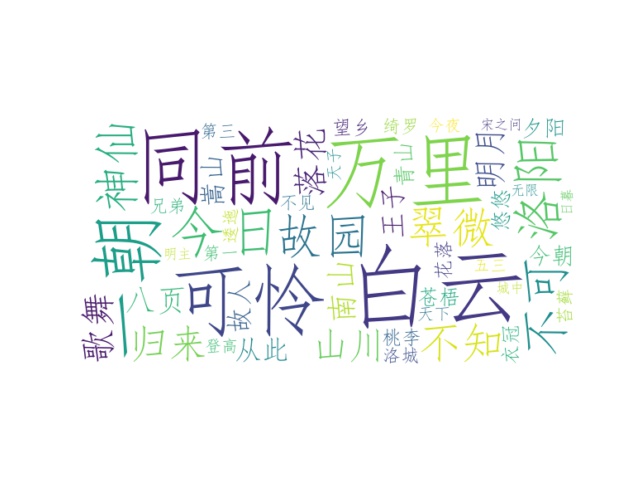 神仙
同前
第三
落花
望乡
绮罗
今夜
宋之问
夕阳
嵩山
天子
万里
青山
明月
洛阳
兄弟
不见
王子
悠悠
无限
日暮
一朝
今日
逶迤
故园
翠微
明主
第一
花落
五三
今朝
不可
歌舞
八页
可怜
故人
南山
白云
苍梧
天下
城中
苔藓
归来
登高
从此
山川
桃李
洛城
不知
衣冠